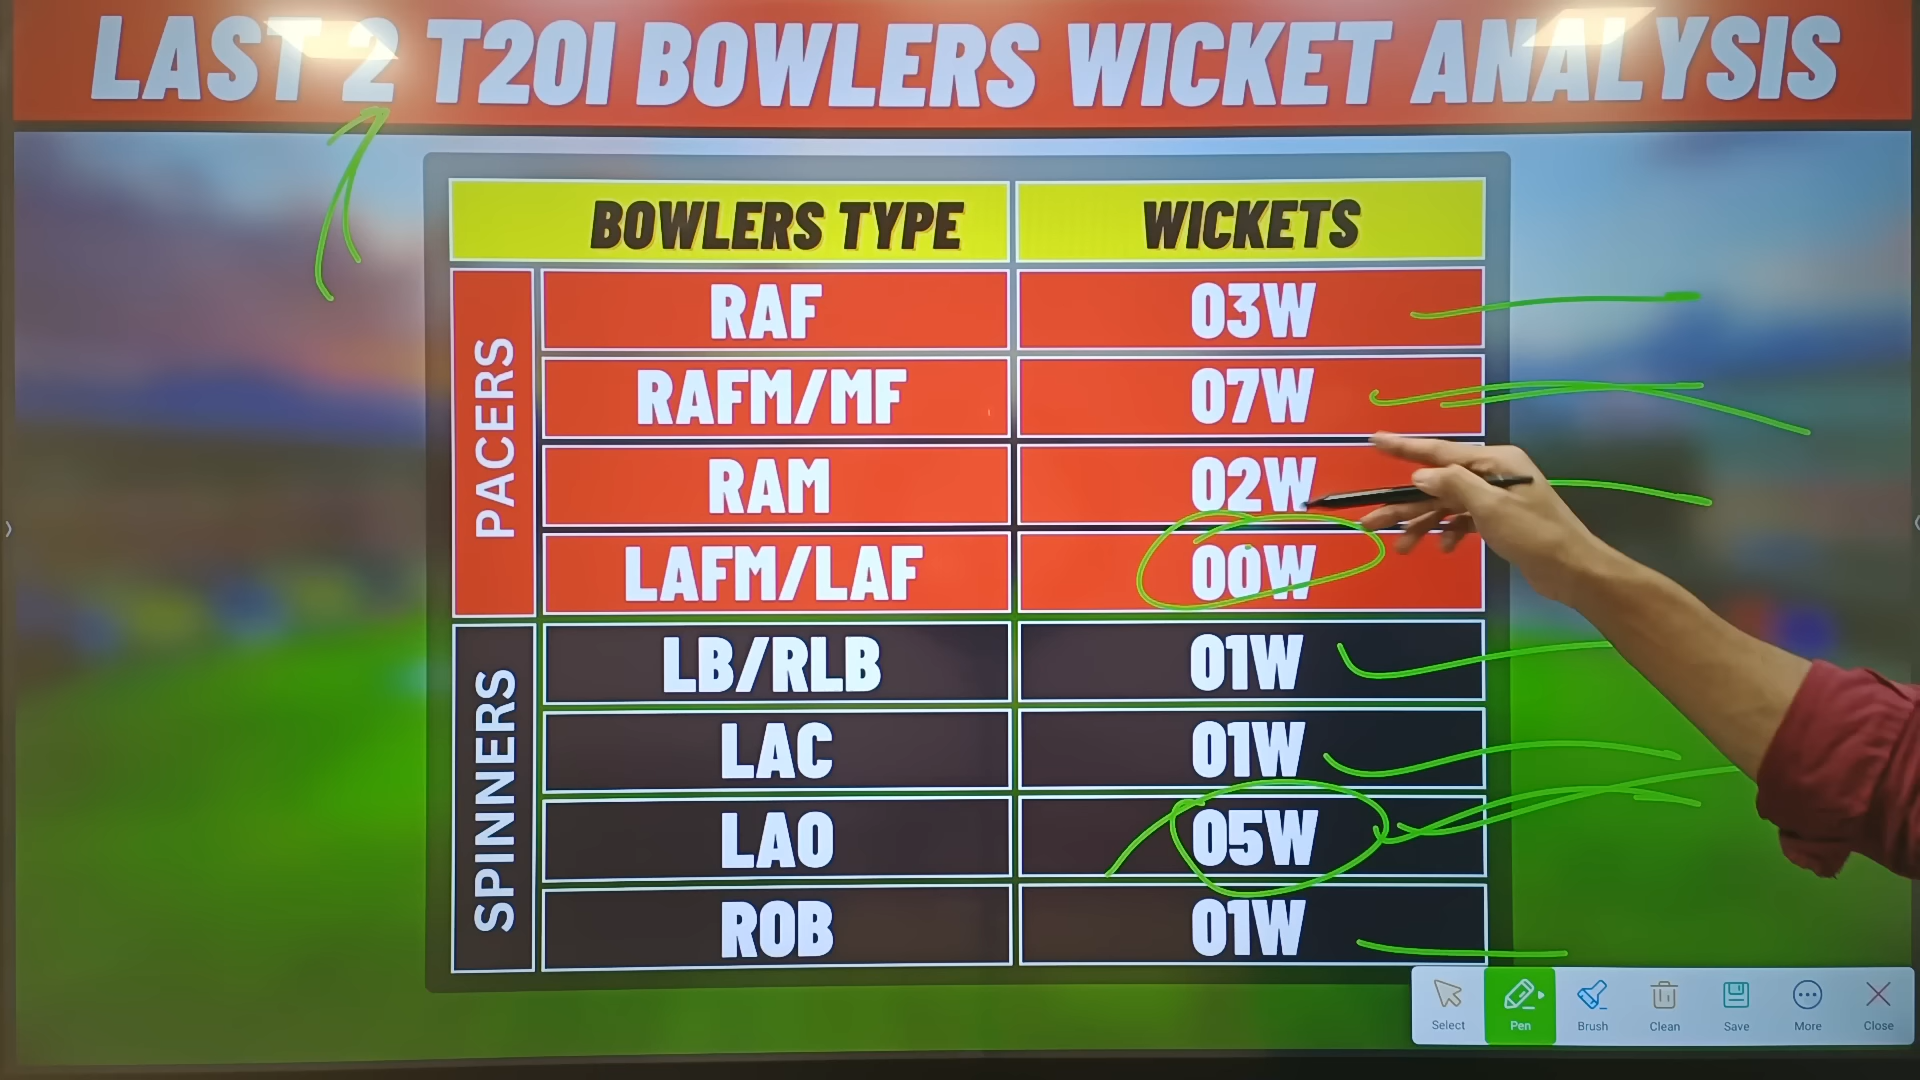 LAST 2 T20I BOWLERS WICKET ANALYSIS
BOWLERS TYPE WICKETS
PACERS
RAF 03W
RAFM/MF 07W
RAM 02W
LAFM/LAF 00W
SPINNERS
LB/RLB 01W
LAC 01W
LAO 05W
ROB 01W
Select Pen Brush Clean Save More Close